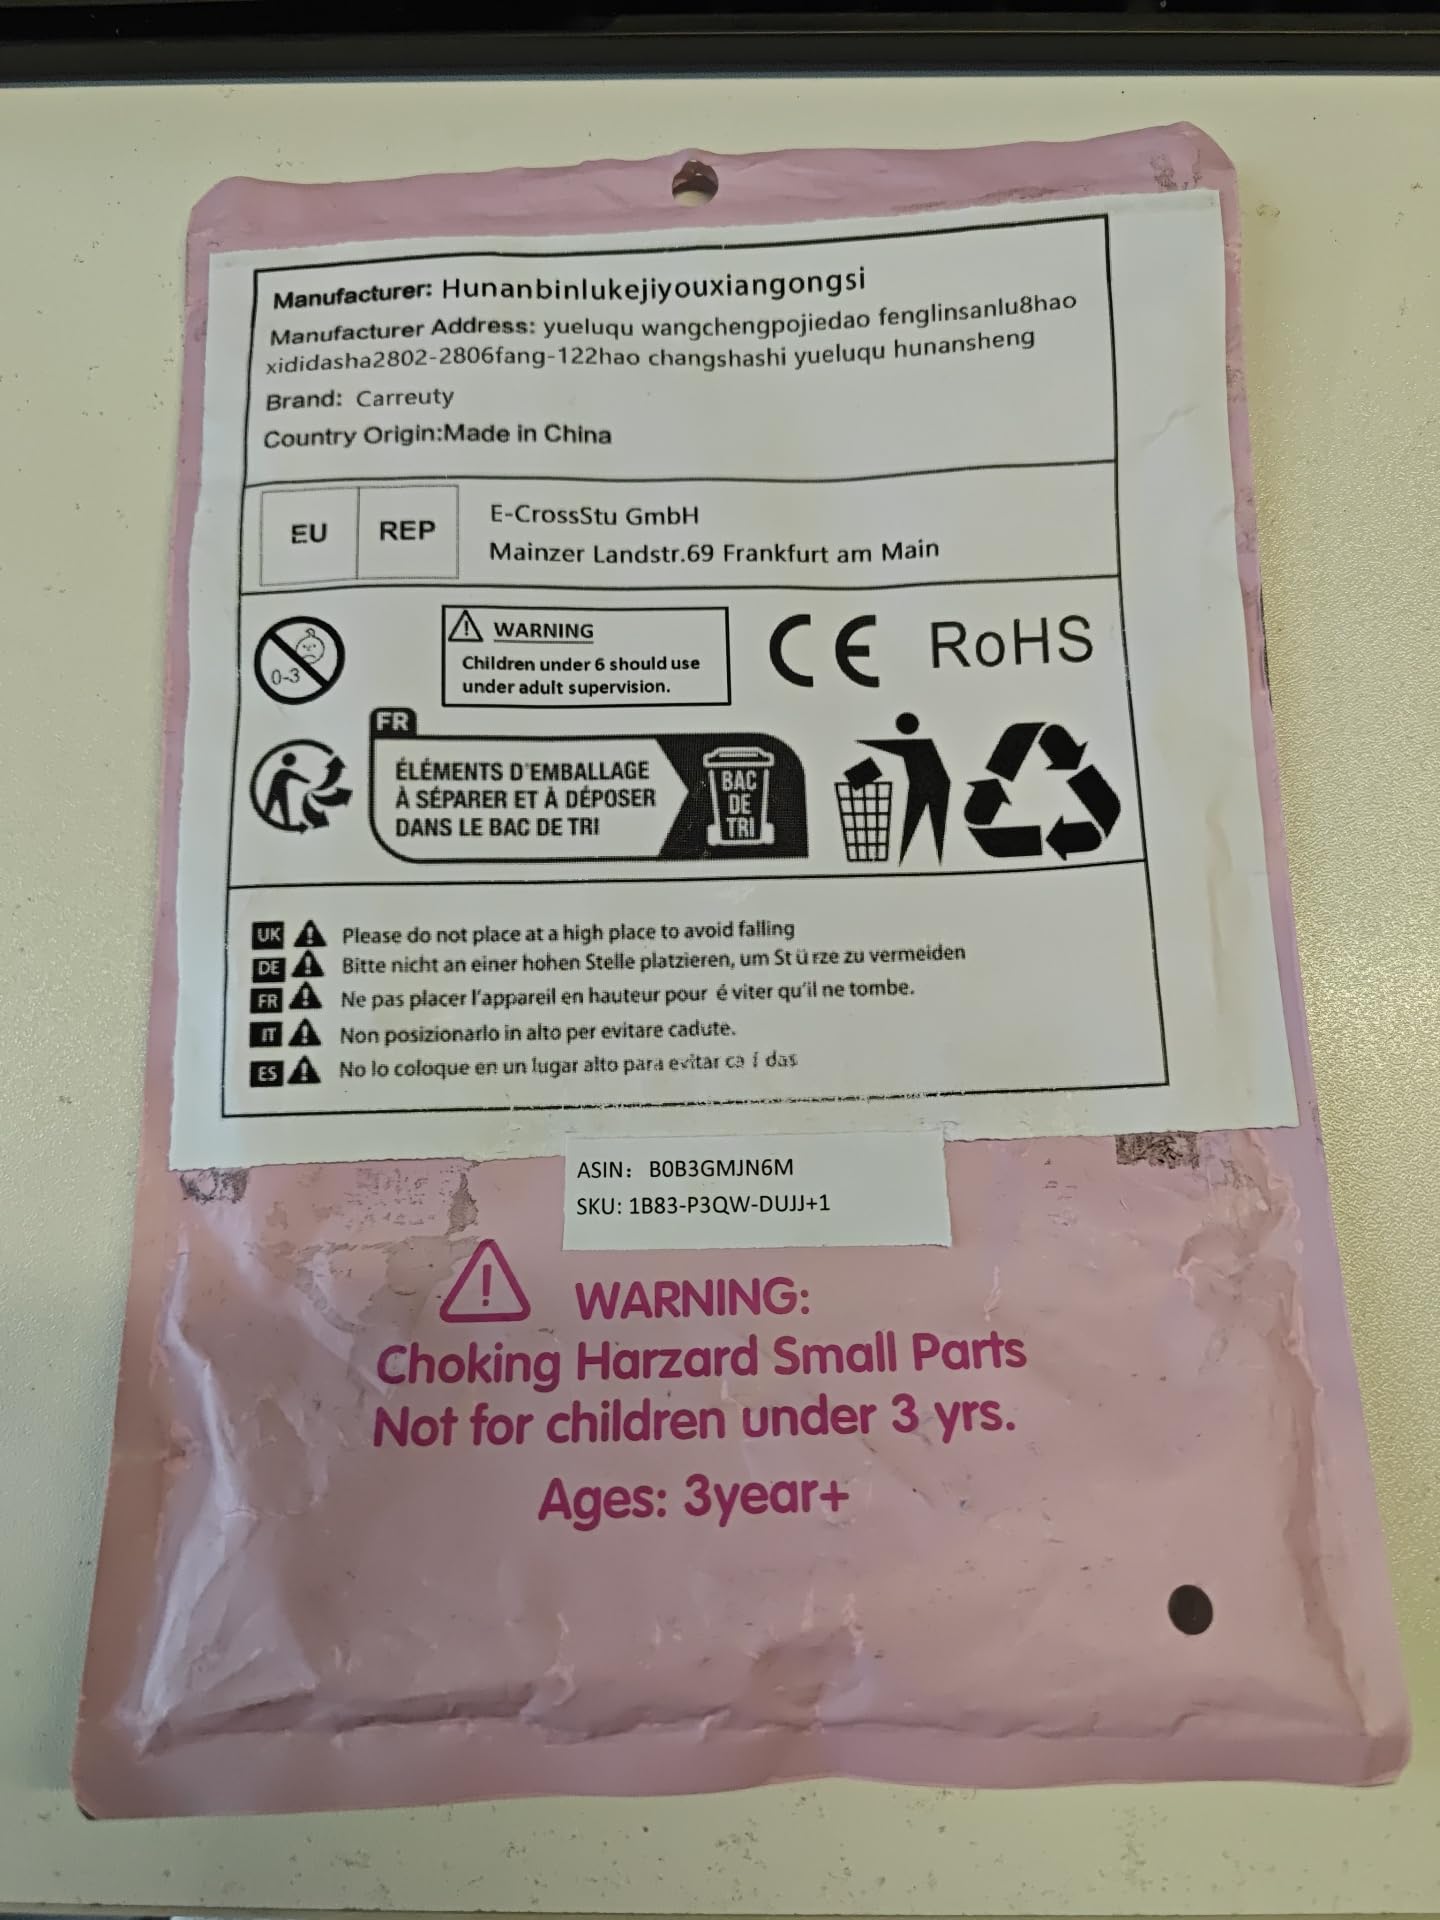 Manufacturer: Hunanbinlukejiyouxiangongsi
Manufacturer Address: yueluqu wangchengpojiedao fenglinsanlu8hao
xididasha2802-2806fang-122hao changshashi yueluqu hunansheng
Brand: Carreuty
Country Origin:Made in China
EU REP
E-CrossStu GmbH
Mainzer Landstr.69 Frankfurt am Main
0-3
WARNING
Children under 6 should use
under adult supervision.
CE RoHS
FR
ÉLÉMENTS D'EMBALLAGE
À SÉPARER ET À DÉPOSER
DANS LE BAC DE TRI
BAC
DE
TRI
UK Please do not place at a high place to avoid falling
DE Bitte nicht an einer hohen Stelle platzieren, um St ü rze zu vermeiden
FR Ne pas placer l'appareil en hauteur pour é viter qu'il ne tombe.
IT Non posizionarlo in alto per evitare cadute.
ES No lo coloque en un lugar alto para evitar ca í das
ASIN: B0B3GMJN6M
SKU: 1B83-P3QW-DUJJ+1
WARNING:
Choking Harzard Small Parts
Not for children under 3 yrs.
Ages: 3year+